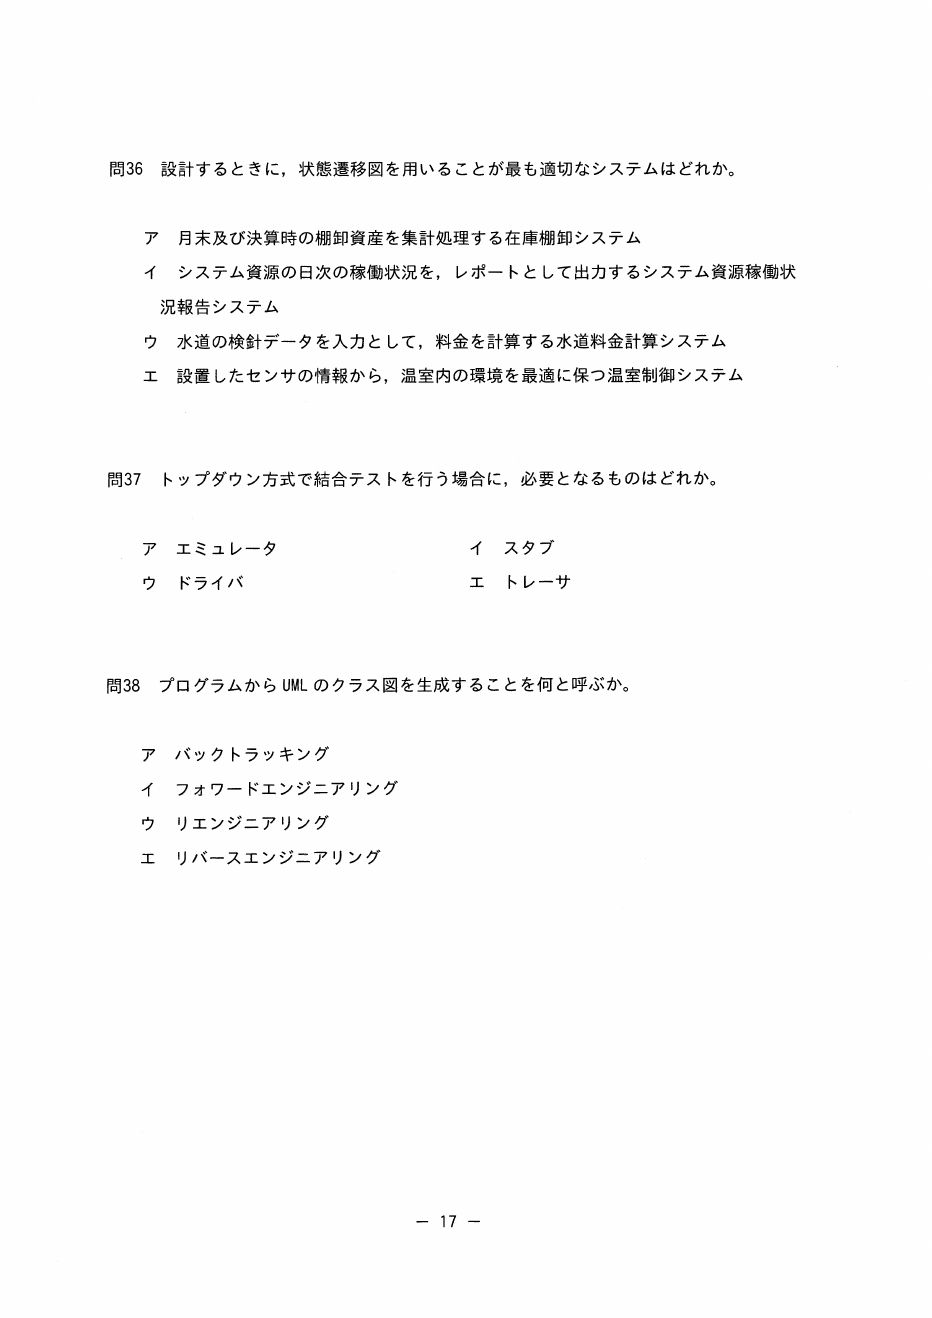 問36 設計するときに，状態遷移図を用いることが最も適切なシステムはどれか。
ア 月末及び決算時の棚卸資産を集計処理する在庫棚卸システム
イ システム資源の日次の稼働状況を，レポートとして出力するシステム資源稼働状
況報告システム
ウ 水道の検針データを入力として，料金を計算する水道料金計算システム
エ 設置したセンサの情報から，温室内の環境を最適に保つ温室制御システム
問37 トップダウン方式で結合テストを行う場合に，必要となるものはどれか。
ア エミュレータ イ スタブ
ウ ドライバ エ トレーサ
問38 プログラムから UML のクラス図を生成することを何と呼ぶか。
ア バックトラッキング
イ フォワードエンジニアリング
ウ リエンジニアリング
エ リバースエンジニアリング
― 17 ―